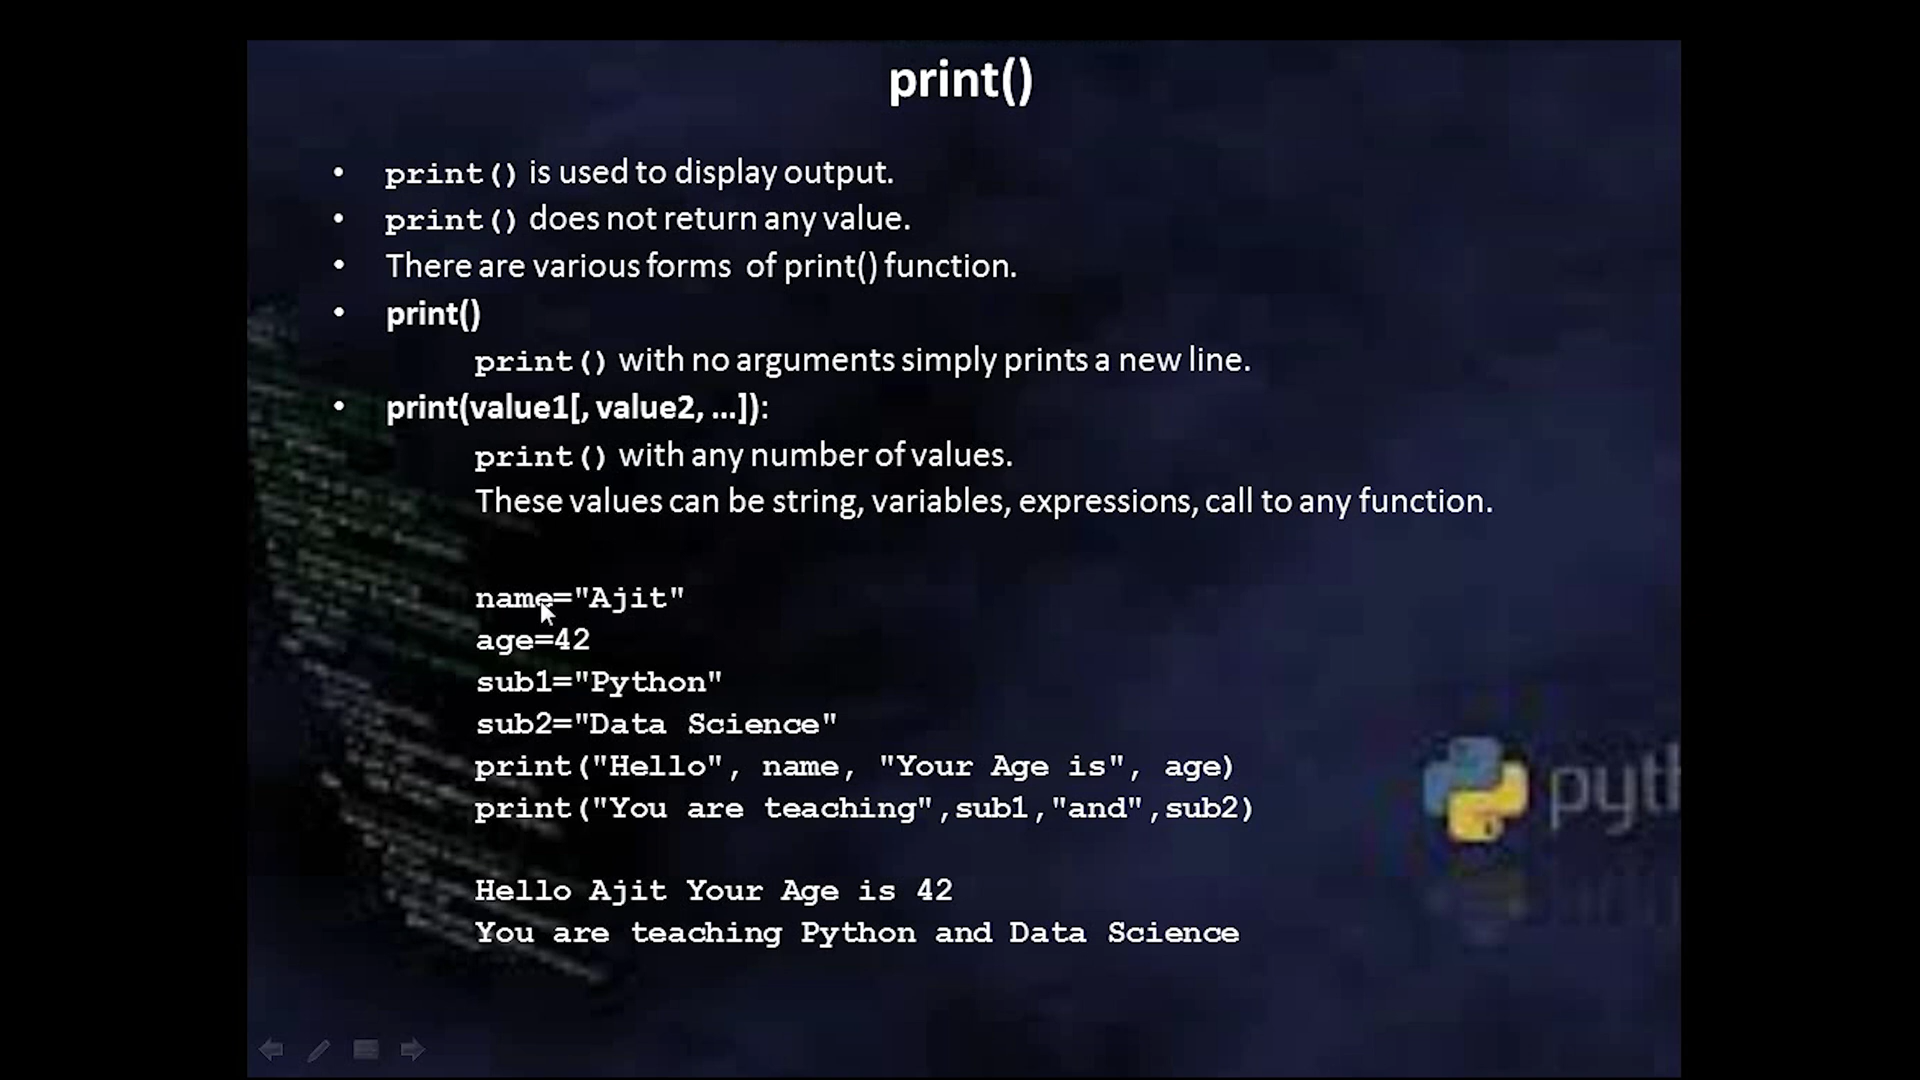 print()
• print() is used to display output.
• print() does not return any value.
• There are various forms  of print() function.
• print()
print() with no arguments simply prints a new line.
• print(value1[, value2, ...]):
print() with any number of values.
These values can be string, variables, expressions, call to any function.
name="Ajit"
age=42
sub1="Python"
sub2="Data Science"
print("Hello", name, "Your Age is", age)
print("You are teaching",sub1,"and",sub2)
Hello Ajit Your Age is 42
You are teaching Python and Data Science